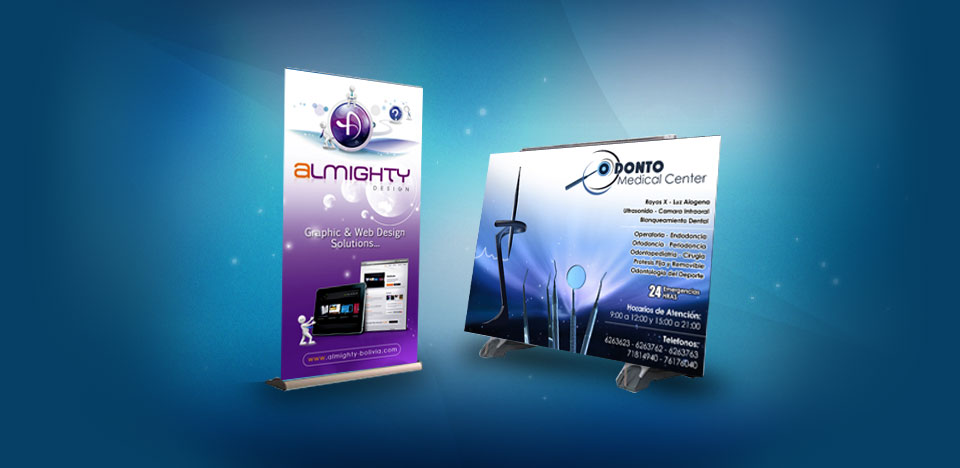 ALMIGHTY
DESIGN
Graphic & Web Design
Solutions...
www.almighty-bolivia.com
ODONTO
Medical Center
Rayos X - Luz Alogena
Ultrasonido - Camara Intraoral
Blanqueamiento Dental
Operatoria - Endodoncia
Ortodoncia - Periodoncia
Odontopediatria - Cirugia
Protesis Fija y Removible
Odontologia del Deporte
24 Emergencias
HRAS
Horarios de Atención:
9:00 a 12:00 y 15:00 a 21:00
Telefonos:
6263623 - 6263762 - 6263763
71814940 - 76176040